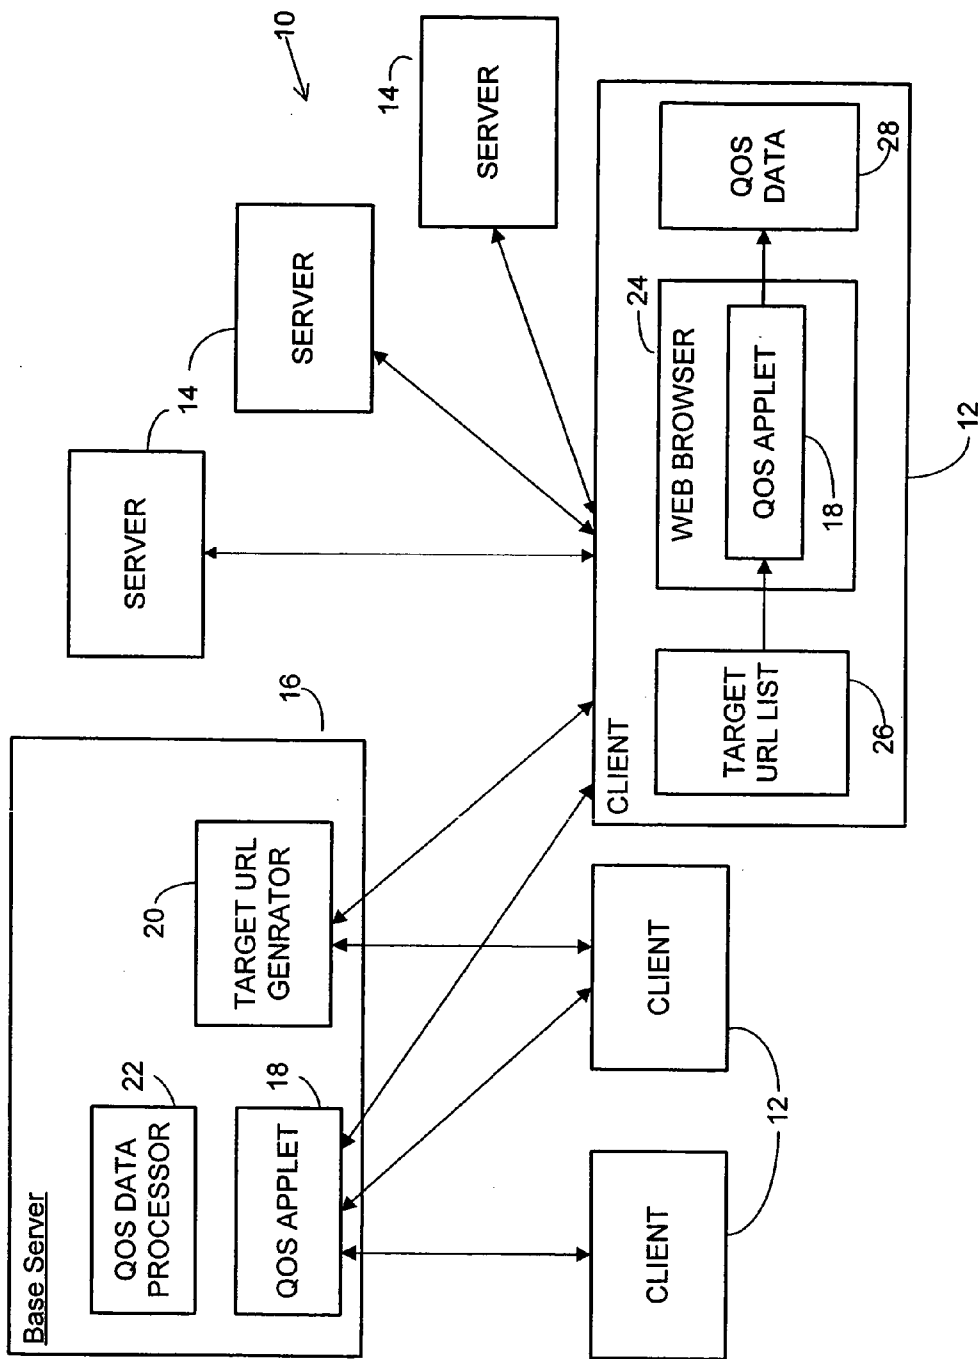 10
Base Server
QOS DATA
PROCESSOR
22
QOS APPLET
18
20
TARGET URL
GENRATOR
16
SERVER
14
SERVER
14
SERVER
14
CLIENT
CLIENT
12
CLIENT
TARGET
URL LIST
26
WEB BROWSER
24
QOS APPLET
18
QOS
DATA
28
12